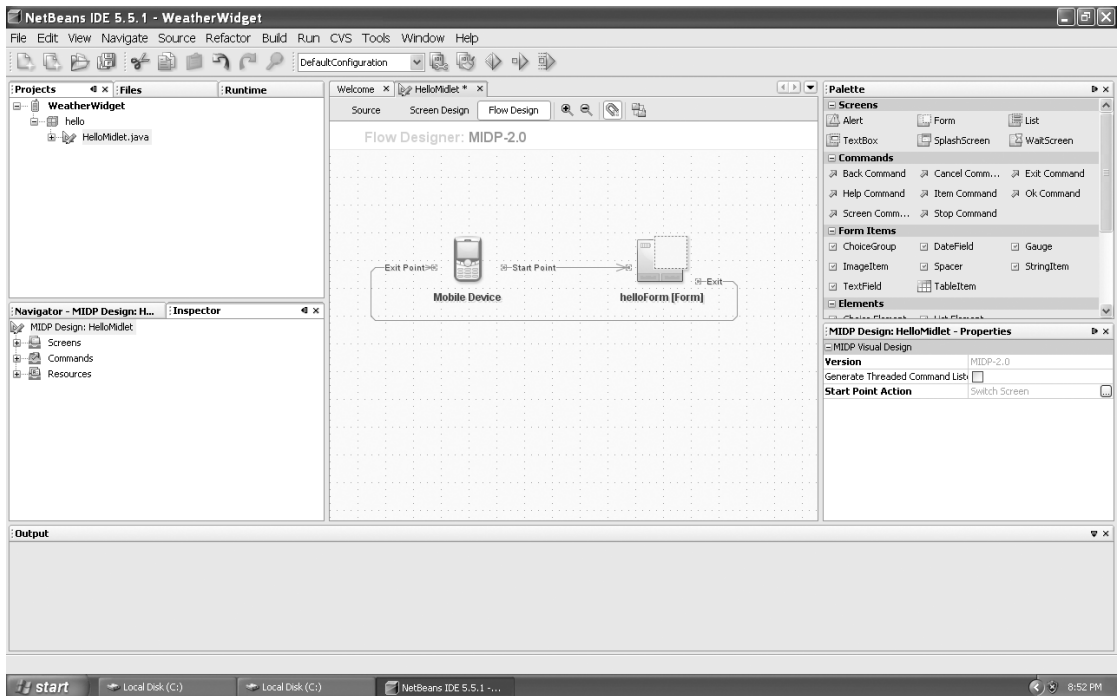 NetBeans IDE 5.5.1 - WeatherWidget
File Edit View Navigate Source Refactor Build Run CVS Tools Window Help
DefaultConfiguration
Projects
Files
Runtime
WeatherWidget
hello
HelloMidlet.java
Navigator - MIDP Design: H...
Inspector
MIDP Design: HelloMidlet
Screens
Commands
Resources
Welcome
HelloMidlet *
Source Screen Design Flow Design
Flow Designer: MIDP-2.0
Exit Point
Start Point
Exit
Mobile Device
helloForm [Form]
Palette
Screens
Alert Form List
TextBox SplashScreen WaitScreen
Commands
Back Command Cancel Comm... Exit Command
Help Command Item Command Ok Command
Screen Comm... Stop Command
Form Items
ChoiceGroup DateField Gauge
ImageItem Spacer StringItem
TextField TableItem
Elements
Choice Element List Element
MIDP Design: HelloMidlet - Properties
MIDP Visual Design
Version MIDP-2.0
Generate Threaded Command List
Start Point Action Switch Screen ...
Output
start
Local Disk (C:)
Local Disk (C:)
NetBeans IDE 5.5.1 -...
8:52 PM